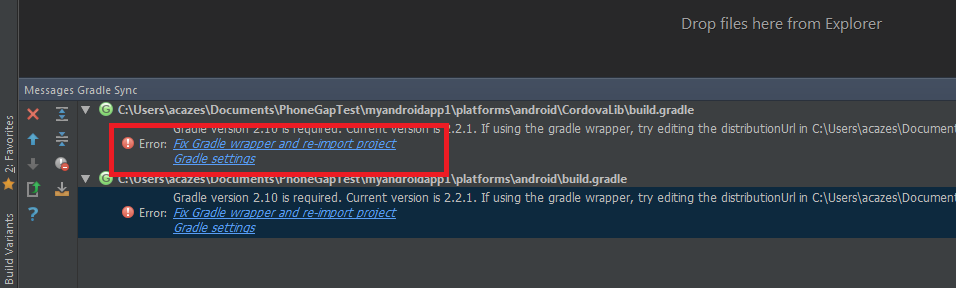 Drop files here from Explorer
Messages Gradle Sync
C:\Users\acazes\Documents\PhoneGapTest\myandroidapp1\platforms\android\CordovaLib\build.gradle
Gradle version 2.10 is required. Current version is 2.2.1. If using the gradle wrapper, try editing the distributionUrl in C:\Users\acazes\Document
Error: Fix Gradle wrapper and re-import project
Gradle settings
C:\Users\acazes\Documents\PhoneGapTest\myandroidapp1\platforms\android\build.gradle
Gradle version 2.10 is required. Current version is 2.2.1. If using the gradle wrapper, try editing the distributionUrl in C:\Users\acazes\Document
Error: Fix Gradle wrapper and re-import project
Gradle settings
2: Favorites
Build Variants